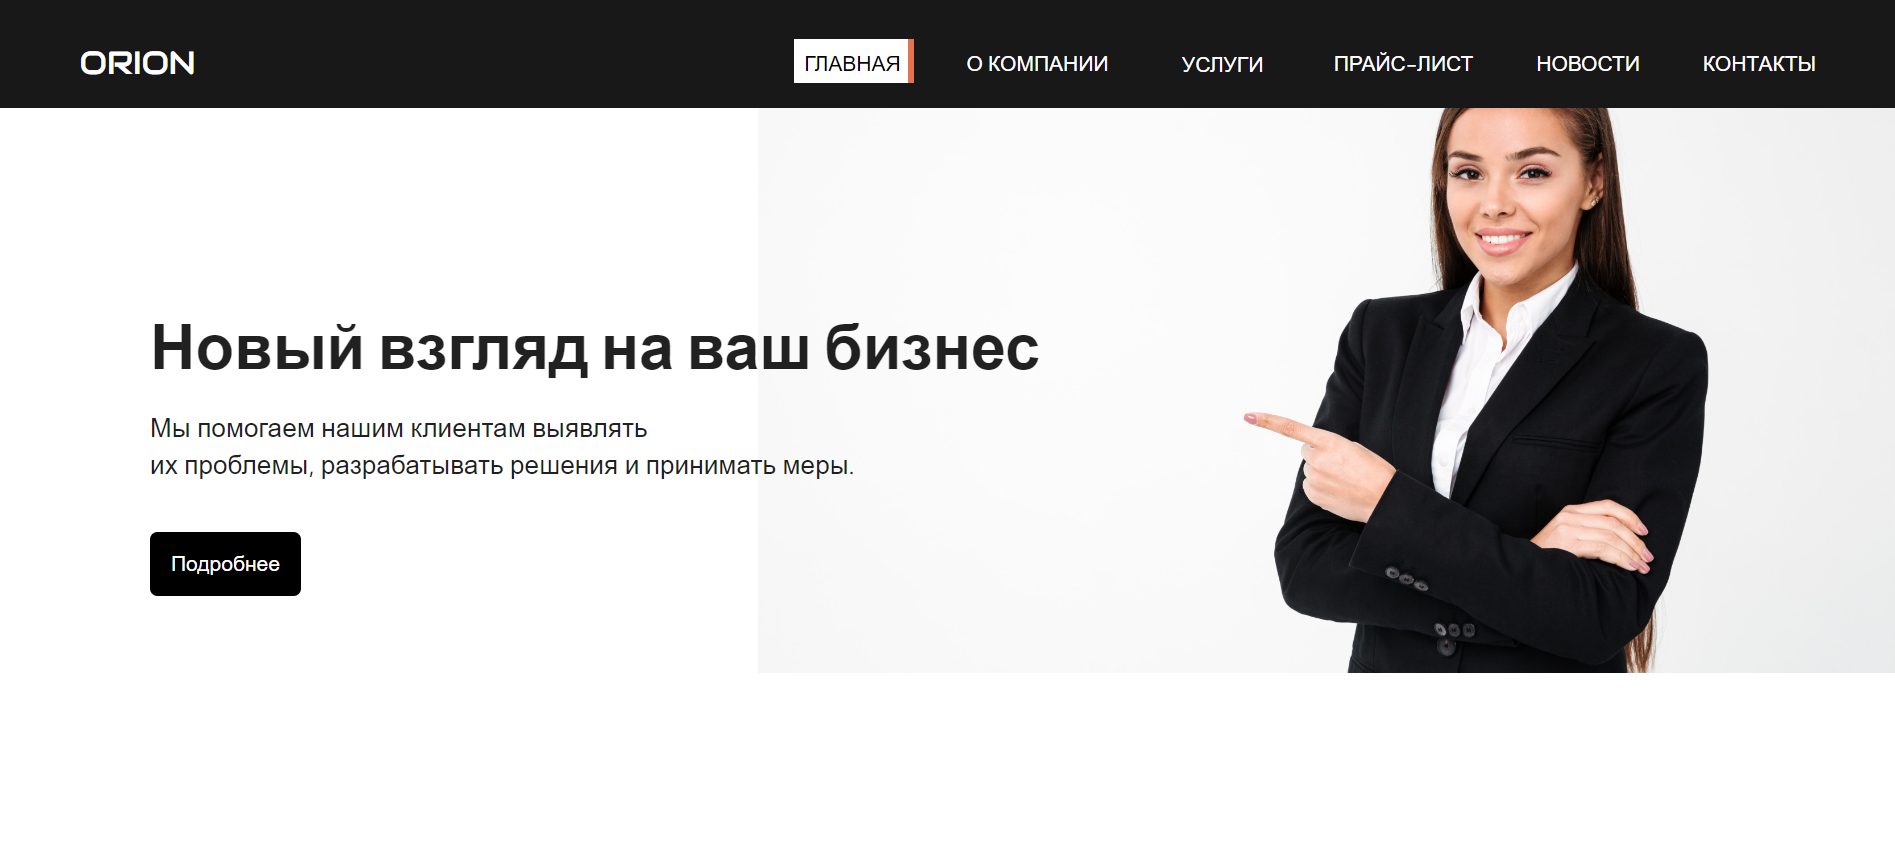 ORION
ГЛАВНАЯ
О КОМПАНИИ
УСЛУГИ
ПРАЙС-ЛИСТ
НОВОСТИ
КОНТАКТЫ
Новый взгляд на ваш бизнес
Мы помогаем нашим клиентам выявлять
их проблемы, разрабатывать решения и принимать меры.
Подробнее